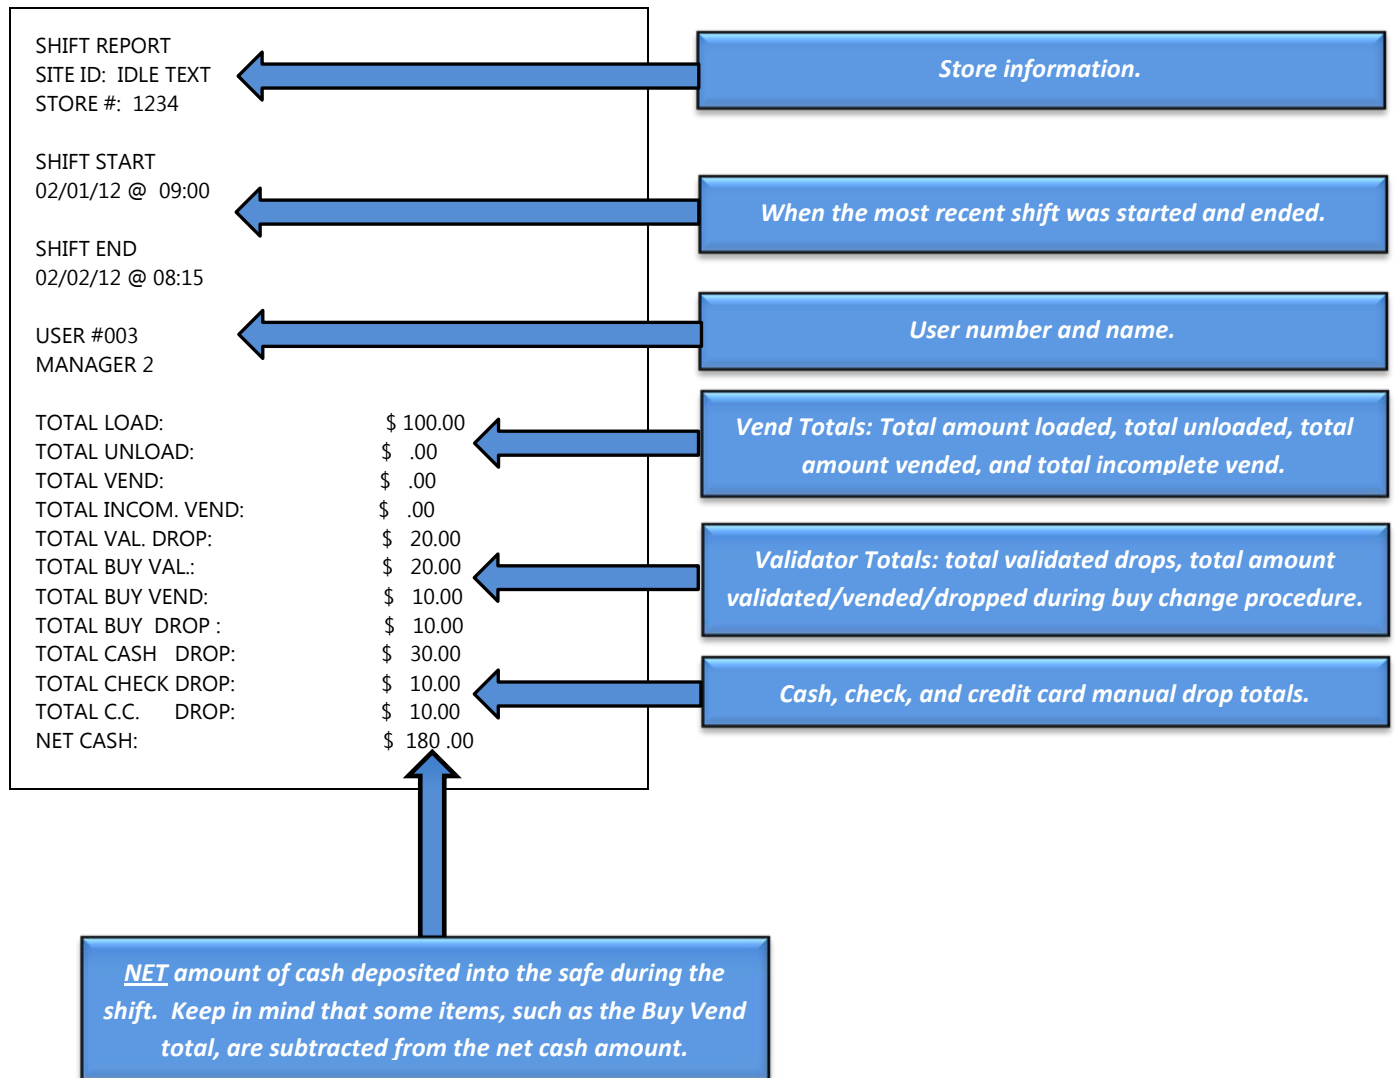 SHIFT REPORT
SITE ID:  IDLE TEXT
STORE #:  1234
Store information.
SHIFT START
02/01/12 @  09:00
When the most recent shift was started and ended.
SHIFT END
02/02/12 @ 08:15
USER #003
MANAGER 2
User number and name.
TOTAL LOAD: $ 100.00
TOTAL UNLOAD: $ .00
TOTAL VEND: $ .00
TOTAL INCOM. VEND: $ .00
Vend Totals: Total amount loaded, total unloaded, total
amount vended, and total incomplete vend.
TOTAL VAL. DROP: $ 20.00
TOTAL BUY VAL.: $ 20.00
TOTAL BUY VEND: $ 10.00
TOTAL BUY  DROP : $ 10.00
Validator Totals: total validated drops, total amount
validated/vended/dropped during buy change procedure.
TOTAL CASH   DROP: $ 30.00
TOTAL CHECK DROP: $ 10.00
TOTAL C.C.     DROP: $ 10.00
Cash, check, and credit card manual drop totals.
NET CASH: $ 180 .00
NET amount of cash deposited into the safe during the
shift.  Keep in mind that some items, such as the Buy Vend
total, are subtracted from the net cash amount.